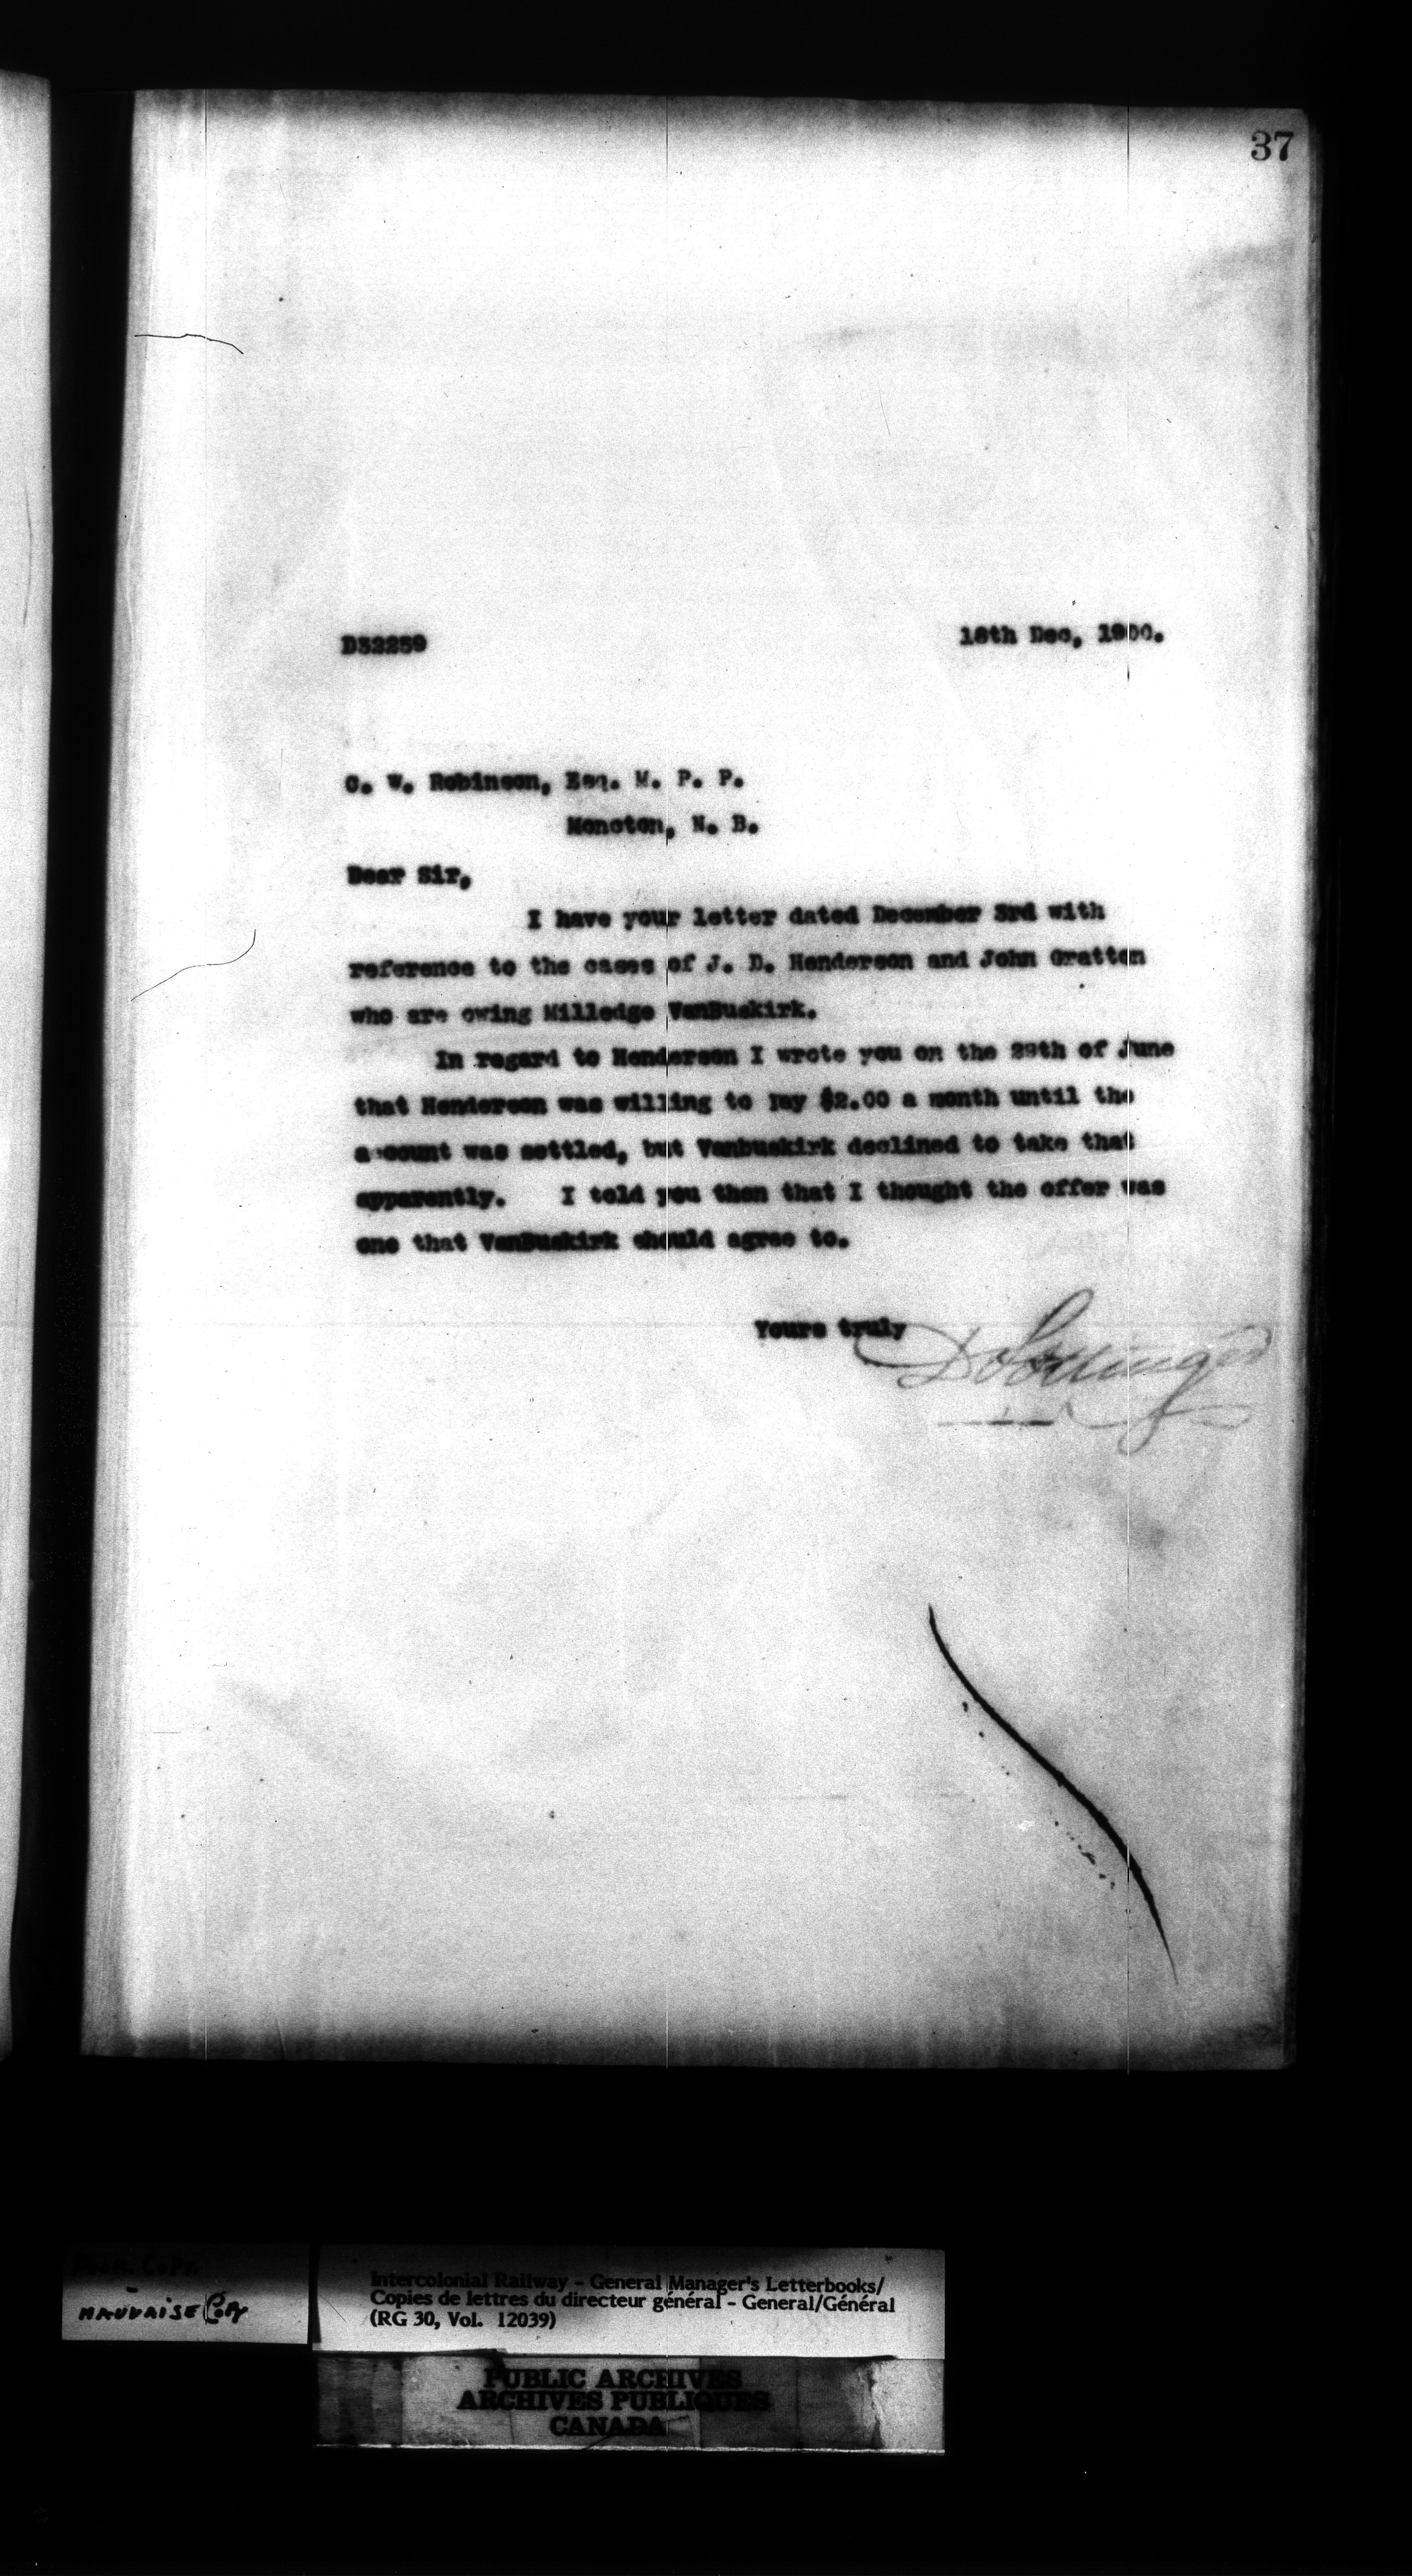 37
D32259
18th Dec, 1900.
C. W. Robinson, Esq. M. P. P.
Moncton, N. B.
Dear Sir,
I have your letter dated December 3rd with
reference to the cases of J. D. Henderson and John Gratton
who are owing Milledge VanBuskirk.
In regard to Henderson I wrote you on the 29th of June
that Henderson was willing to pay $2.00 a month until the
account was settled, but Vanbuskirk declined to take that
apparently. I told you then that I thought the offer was
one that VanBuskirk should agree to.
Yours truly
D Pottinger
POOR COPY
MAUVAISE COPY
Intercolonial Railway - General Manager's Letterbooks/
Copies de lettres du directeur général - General/Général
(RG 30, Vol. 12039)
PUBLIC ARCHIVES
ARCHIVES PUBLIQUES
CANADA